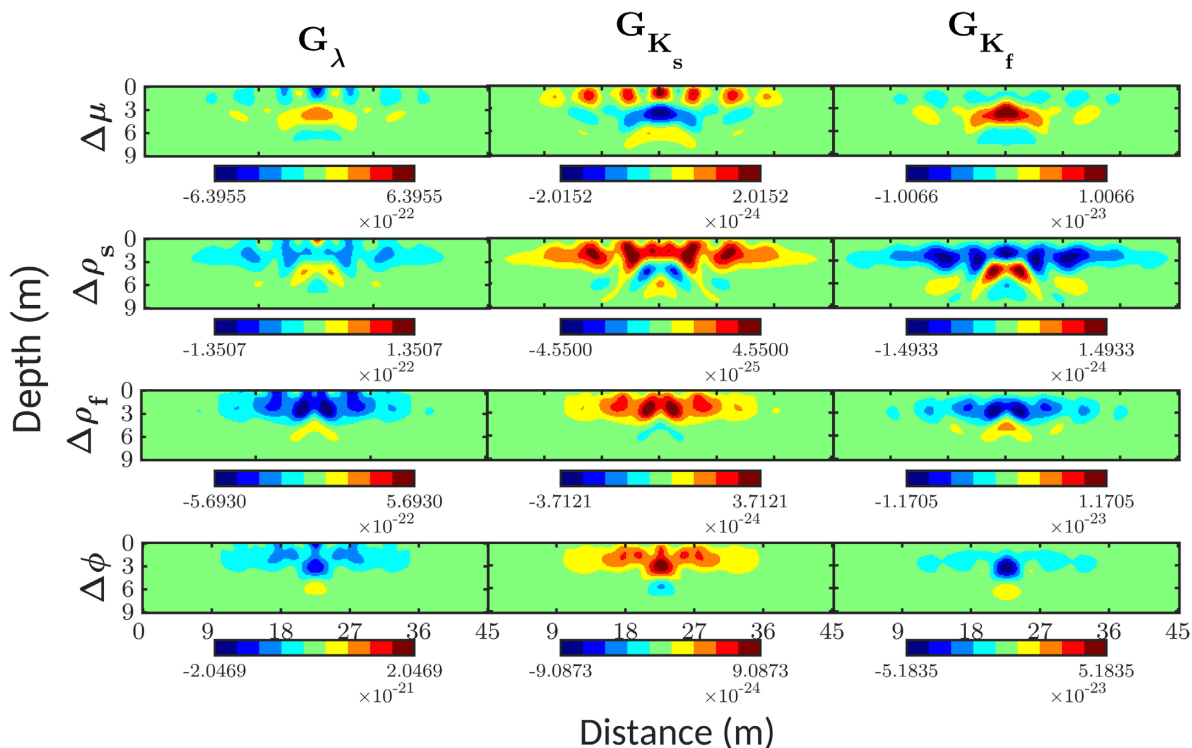 G_λ G_{K_s} G_{K_f}
Δμ
0
3
6
9
-6.3955 6.3955 -2.0152 2.0152 -1.0066 1.0066
×10^{-22} ×10^{-24} ×10^{-23}
Δρ_s
0
3
6
9
-1.3507 1.3507 -4.5500 4.5500 -1.4933 1.4933
×10^{-22} ×10^{-25} ×10^{-24}
Depth (m)
Δρ_f
0
3
6
9
-5.6930 5.6930 -3.7121 3.7121 -1.1705 1.1705
×10^{-22} ×10^{-24} ×10^{-23}
Δϕ
0
3
6
9
0 9 18 27 36 45 9 18 27 36 45 9 18 27 36 45
-2.0469 2.0469 -9.0873 9.0873 -5.1835 5.1835
×10^{-21} ×10^{-24} ×10^{-23}
Distance (m)